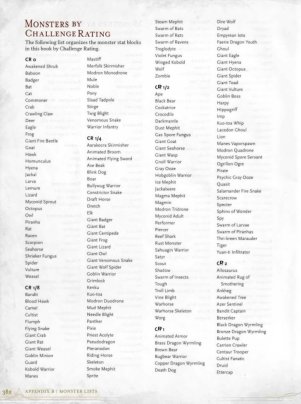 MONSTERS BY
CHALLENGE RATING
The following list organizes the monster stat blocks
in this book by Challenge Rating.
CR 0
Awakened Shrub
Baboon
Badger
Bat
Cat
Commoner
Crab
Crawling Claw
Deer
Eagle
Frog
Giant Fire Beetle
Goat
Hawk
Homunculus
Hyena
Jackal
Larva
Lemure
Lizard
Myconid Sprout
Octopus
Owl
Piranha
Rat
Raven
Scorpion
Seahorse
Shrieker Fungus
Spider
Vulture
Weasel
CR 1/8
Bandit
Blood Hawk
Camel
Cultist
Flumph
Flying Snake
Giant Crab
Giant Rat
Giant Weasel
Goblin Minion
Guard
Kobold Warrior
Manes
Mastiff
Merfolk Skirmisher
Modron Monodrone
Mule
Noble
Pony
Slaad Tadpole
Stirge
Twig Blight
Venomous Snake
Warrior Infantry
CR 1/4
Aarakocra Skirmisher
Animated Broom
Animated Flying Sword
Axe Beak
Blink Dog
Boar
Bullywug Warrior
Constrictor Snake
Draft Horse
Dretch
Elk
Giant Badger
Giant Bat
Giant Centipede
Giant Frog
Giant Lizard
Giant Owl
Giant Venomous Snake
Giant Wolf Spider
Goblin Warrior
Grimlock
Kenku
Kuo-toa
Modron Duodrone
Mud Mephit
Needle Blight
Panther
Pixie
Priest Acolyte
Pseudodragon
Pteranodon
Riding Horse
Skeleton
Smoke Mephit
Sprite
Steam Mephit
Swarm of Bats
Swarm of Rats
Swarm of Ravens
Troglodyte
Violet Fungus
Winged Kobold
Wolf
Zombie
CR 1/2
Ape
Black Bear
Cockatrice
Crocodile
Darkmantle
Dust Mephit
Gas Spore Fungus
Giant Goat
Giant Seahorse
Giant Wasp
Gnoll Warrior
Gray Ooze
Hobgoblin Warrior
Ice Mephit
Jackalwere
Magma Mephit
Magmin
Modron Tridrone
Myconid Adult
Performer
Piercer
Reef Shark
Rust Monster
Sahuagin Warrior
Satyr
Scout
Shadow
Swarm of Insects
Tough
Troll Limb
Vine Blight
Warhorse
Warhorse Skeleton
Worg
CR 1
Animated Armor
Brass Dragon Wyrmling
Brown Bear
Bugbear Warrior
Copper Dragon Wyrmling
Death Dog
Dire Wolf
Dryad
Empyrean Iota
Faerie Dragon Youth
Ghoul
Giant Eagle
Giant Hyena
Giant Octopus
Giant Spider
Giant Toad
Giant Vulture
Goblin Boss
Harpy
Hippogriff
Imp
Kuo-toa Whip
Lacedon Ghoul
Lion
Manes Vaporspawn
Modron Quadrone
Myconid Spore Servant
Ogrillon Ogre
Pirate
Psychic Gray Ooze
Quasit
Salamander Fire Snake
Scarecrow
Specter
Sphinx of Wonder
Spy
Swarm of Larvae
Swarm of Piranhas
Thri-kreen Marauder
Tiger
Yuan-ti Infiltrator
CR 2
Allosaurus
Animated Rug of
Smothering
Ankheg
Awakened Tree
Azer Sentinel
Bandit Captain
Berserker
Black Dragon Wyrmling
Bronze Dragon Wyrmling
Bulette Pup
Carrion Crawler
Centaur Trooper
Cultist Fanatic
Druid
Ettercap
380 APPENDIX B | MONSTER LISTS